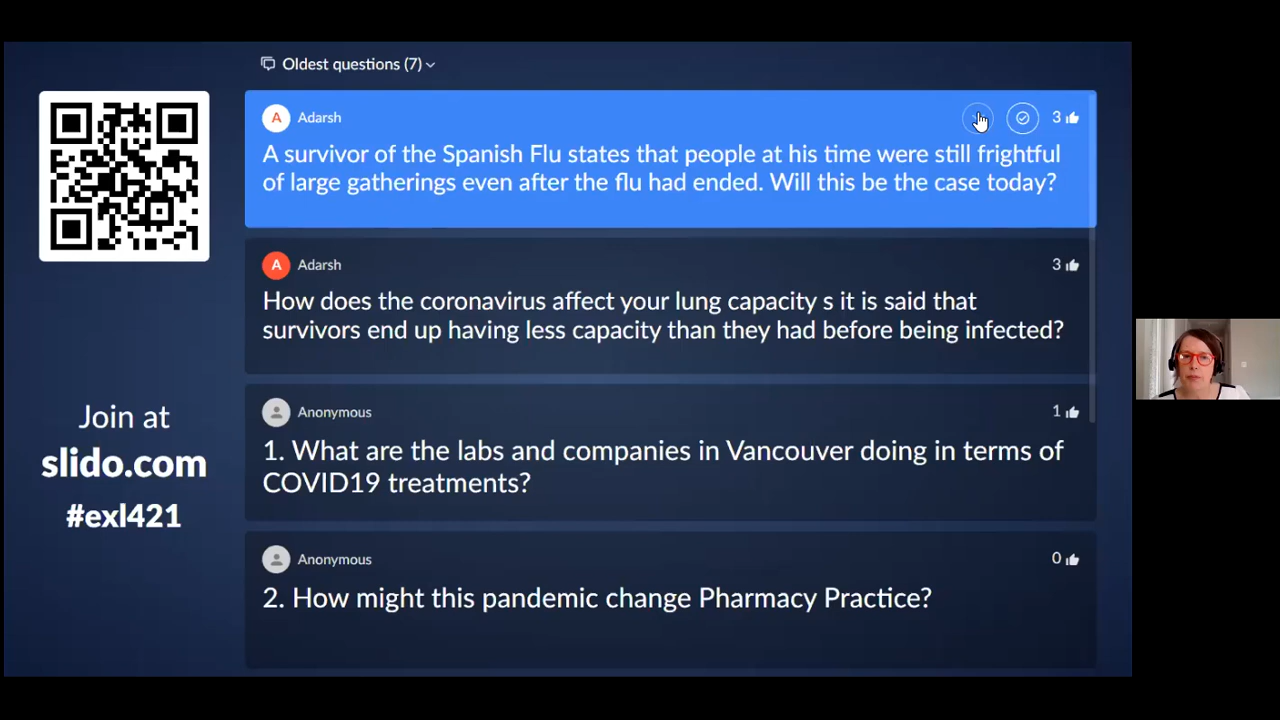 Oldest questions (7)
A Adarsh 3
A survivor of the Spanish Flu states that people at his time were still frightful
of large gatherings even after the flu had ended. Will this be the case today?
A Adarsh 3
How does the coronavirus affect your lung capacity s it is said that
survivors end up having less capacity than they had before being infected?
Anonymous 1
1. What are the labs and companies in Vancouver doing in terms of
COVID19 treatments?
Anonymous 0
2. How might this pandemic change Pharmacy Practice?
Join at
slido.com
#exl421